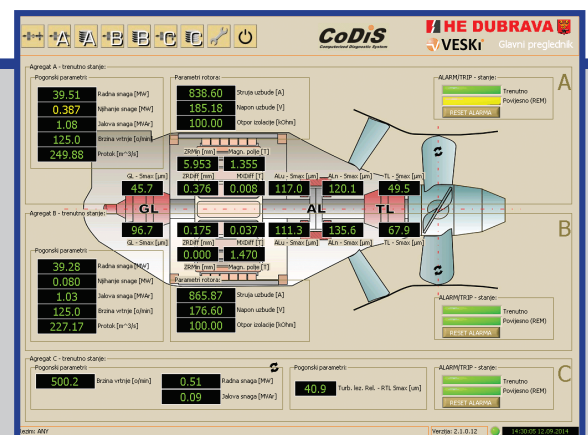 A A B B C C
CoDiS
Computerized Diagnostic System
HE DUBRAVA
VESKi Glavni preglednik
Agregat A - trenutno stanje:
Pogonski parametri:
39.51 Radna snaga [MW]
0.387 Njihanje snage [MW]
1.08 Jalova snaga [MVAr]
125.0 Brzina vrtnje [o/min]
249.88 Protok [m^3/s]
Parametri rotora:
838.60 Struja uzbude [A]
185.18 Napon uzbude [V]
100.00 Otpor izolacije [kOhm]
ALARM/TRIP - stanje:
Trenutno
Povijesno (REM)
RESET ALARMA
A
ZRMin [mm] Magn. polje [T]
5.953 1.355
GL - Smax [µm] ZRDiff [mm] MXDiff [T] ALu - Smax [µm] ALn - Smax [µm] TL - Smax [µm]
45.7 0.376 0.008 117.0 120.1 49.5
GL AL TL
Agregat B - trenutno stanje:
96.7 0.175 0.037 111.3 135.6 67.9
GL - Smax [µm] ZRDiff [mm] MXDiff [T] ALu - Smax [µm] ALn - Smax [µm] TL - Smax [µm]
0.000 1.470
ZRMin [mm] Magn. polje [T]
B
Pogonski parametri:
39.28 Radna snaga [MW]
0.080 Njihanje snage [MW]
1.03 Jalova snaga [MVAr]
125.0 Brzina vrtnje [o/min]
227.17 Protok [m^3/s]
Parametri rotora:
865.87 Struja uzbude [A]
176.60 Napon uzbude [V]
100.00 Otpor izolacije [kOhm]
ALARM/TRIP - stanje:
Trenutno
Povijesno (REM)
RESET ALARMA
Agregat C - trenutno stanje:
Pogonski parametri:
500.2 Brzina vrtnje [o/min]
0.51 Radna snaga [MW]
0.09 Jalova snaga [MVAr]
Pogonski parametri:
40.9 Turb. lez. Rel. - RTL Smax [um]
ALARM/TRIP - stanje:
Trenutno
Povijesno (REM)
RESET ALARMA
C
ezim: ANY
Verzija: 2.1.0.12 14:30:05 12.09.2014